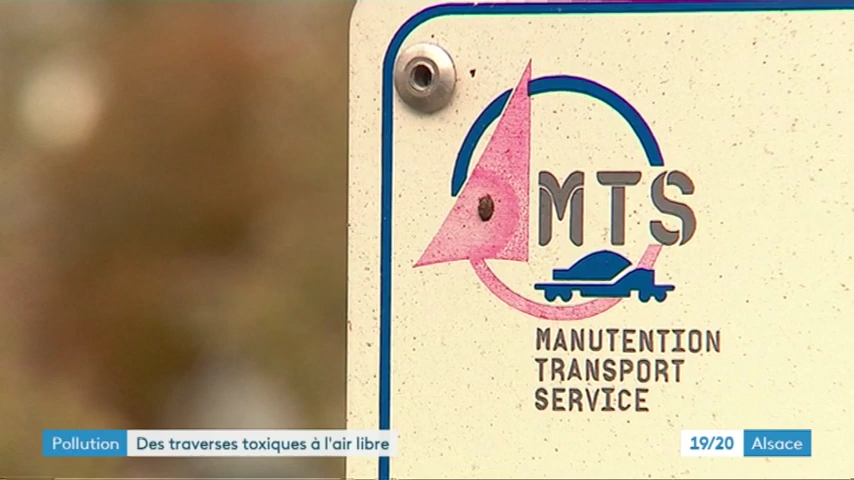 MTS
MANUTENTION
TRANSPORT
SERVICE
Pollution Des traverses toxiques à l'air libre 19/20 Alsace